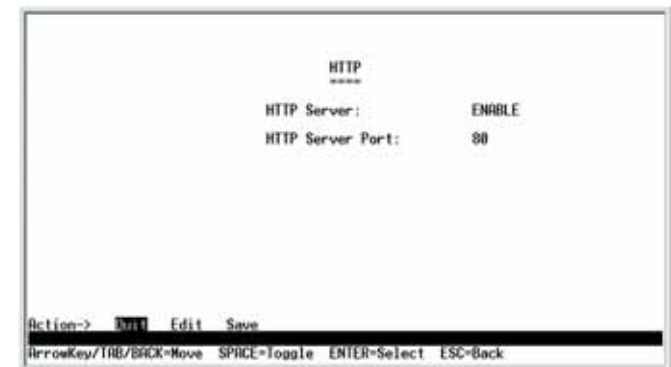 HTTP
====
HTTP Server: ENABLE
HTTP Server Port: 80
Action-> Quit Edit Save
ArrowKey/TAB/BACK=Move SPACE=Toggle ENTER=Select ESC=Back